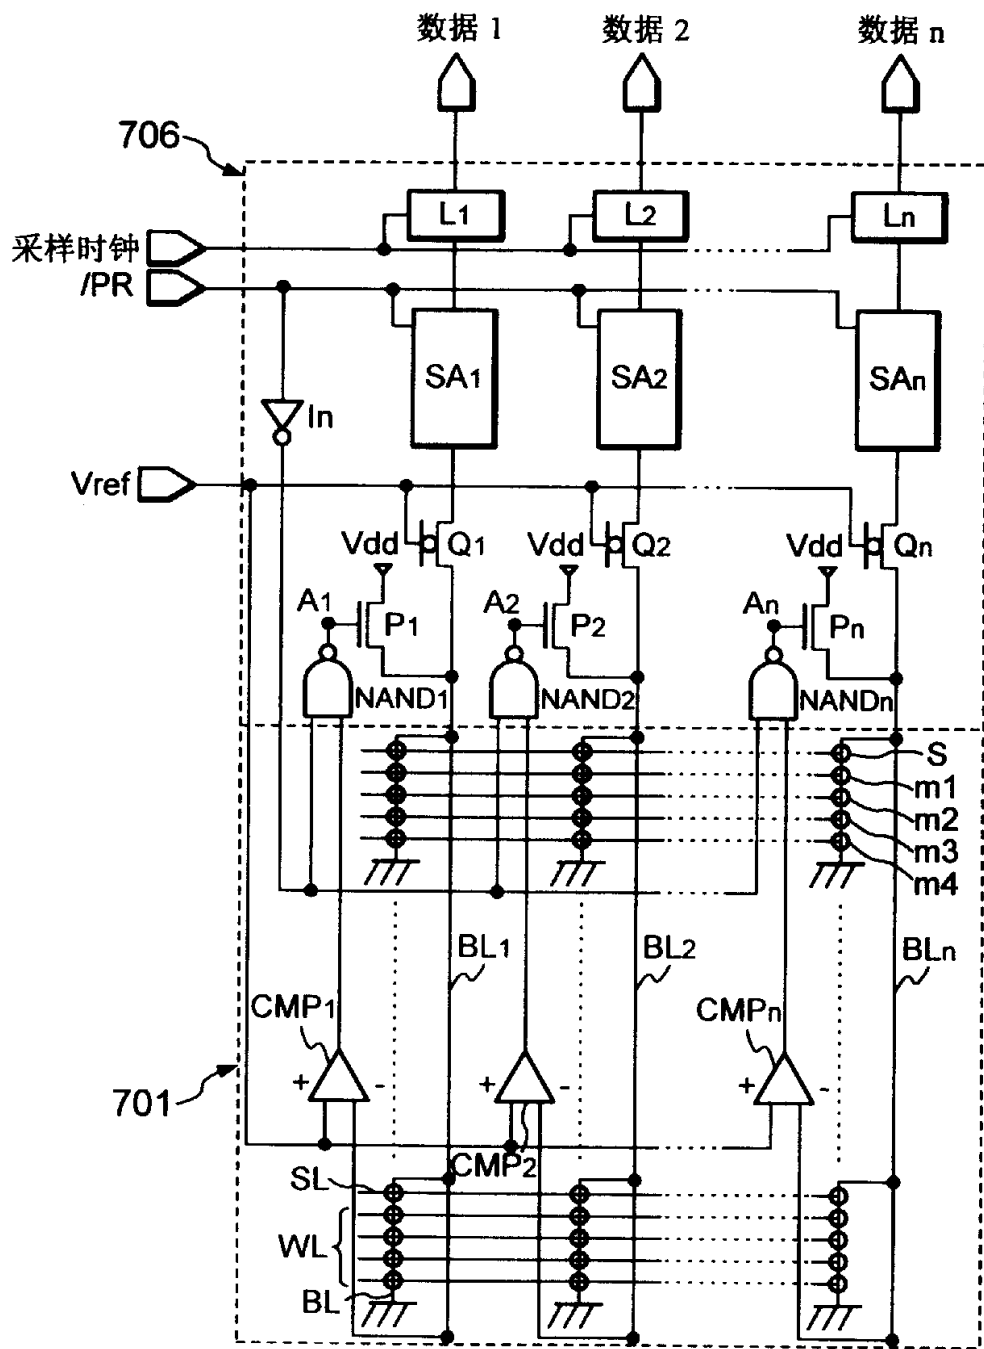 数据 1 数据 2 数据 n
706
L1 L2 Ln
采样时钟
/PR
SA1 SA2 SAn
In
Vref
Vdd Q1 Vdd Q2 Vdd Qn
A1 P1 A2 P2 An Pn
NAND1 NAND2 NANDn
S
m1
m2
m3
m4
BL1 BL2 BLn
CMP1 CMPn
+ - + - + -
701
CMP2
SL
WL
BL